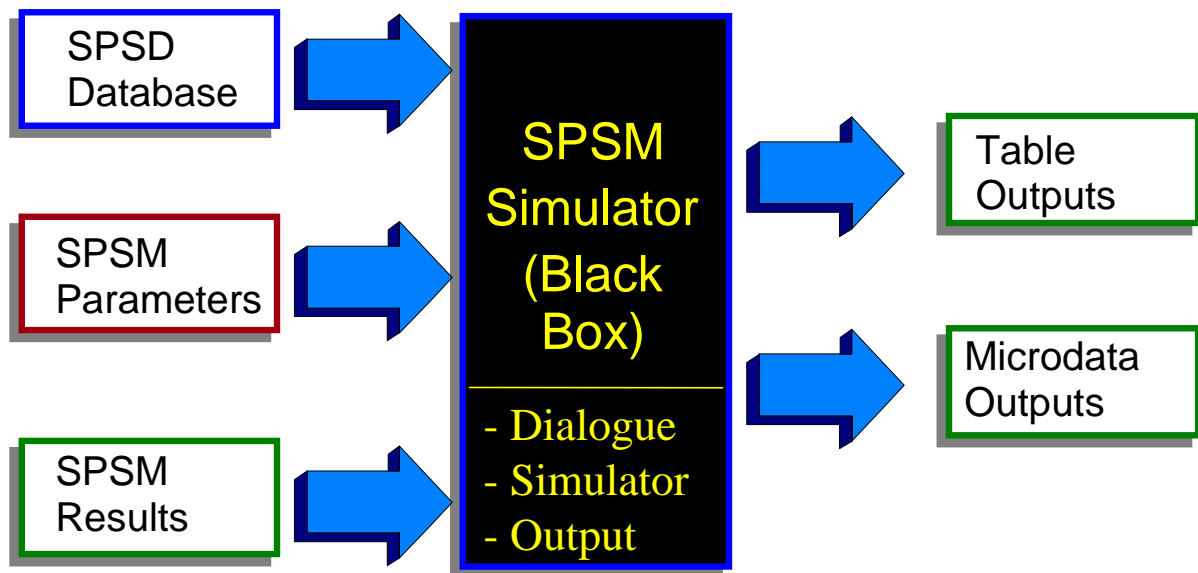 SPSD
Database
SPSM
Parameters
SPSM
Results
SPSM
Simulator
(Black
Box)
- Dialogue
- Simulator
- Output
Table
Outputs
Microdata
Outputs